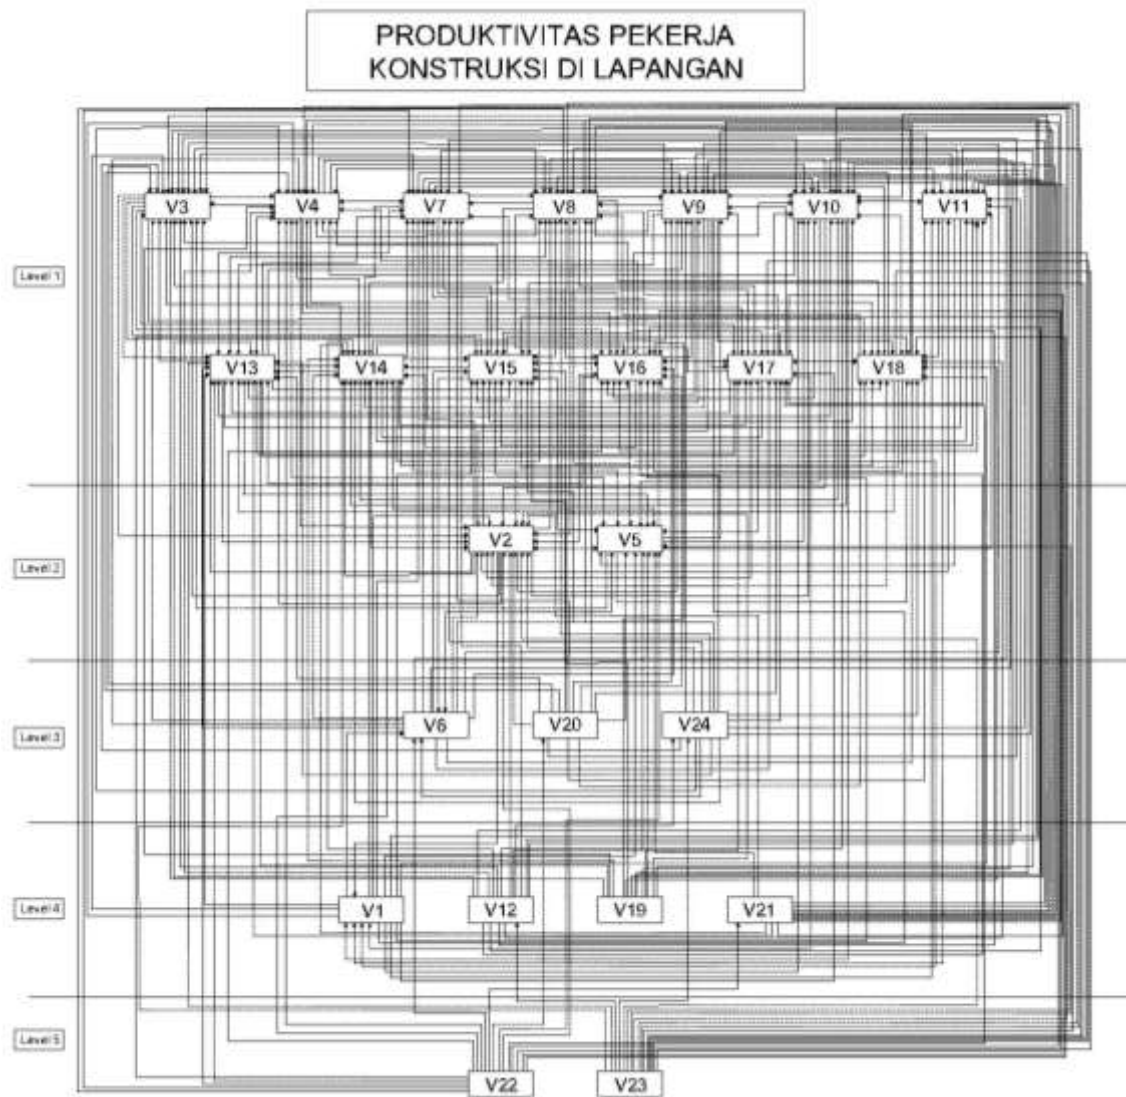 PRODUKTIVITAS PEKERJA
KONSTRUKSI DI LAPANGAN
V3 V4 V7 V8 V9 V10 V11
Level 1
V13 V14 V15 V16 V17 V18
V2 V5
Level 2
V6 V20 V24
Level 3
V1 V12 V19 V21
Level 4
Level 5
V22 V23